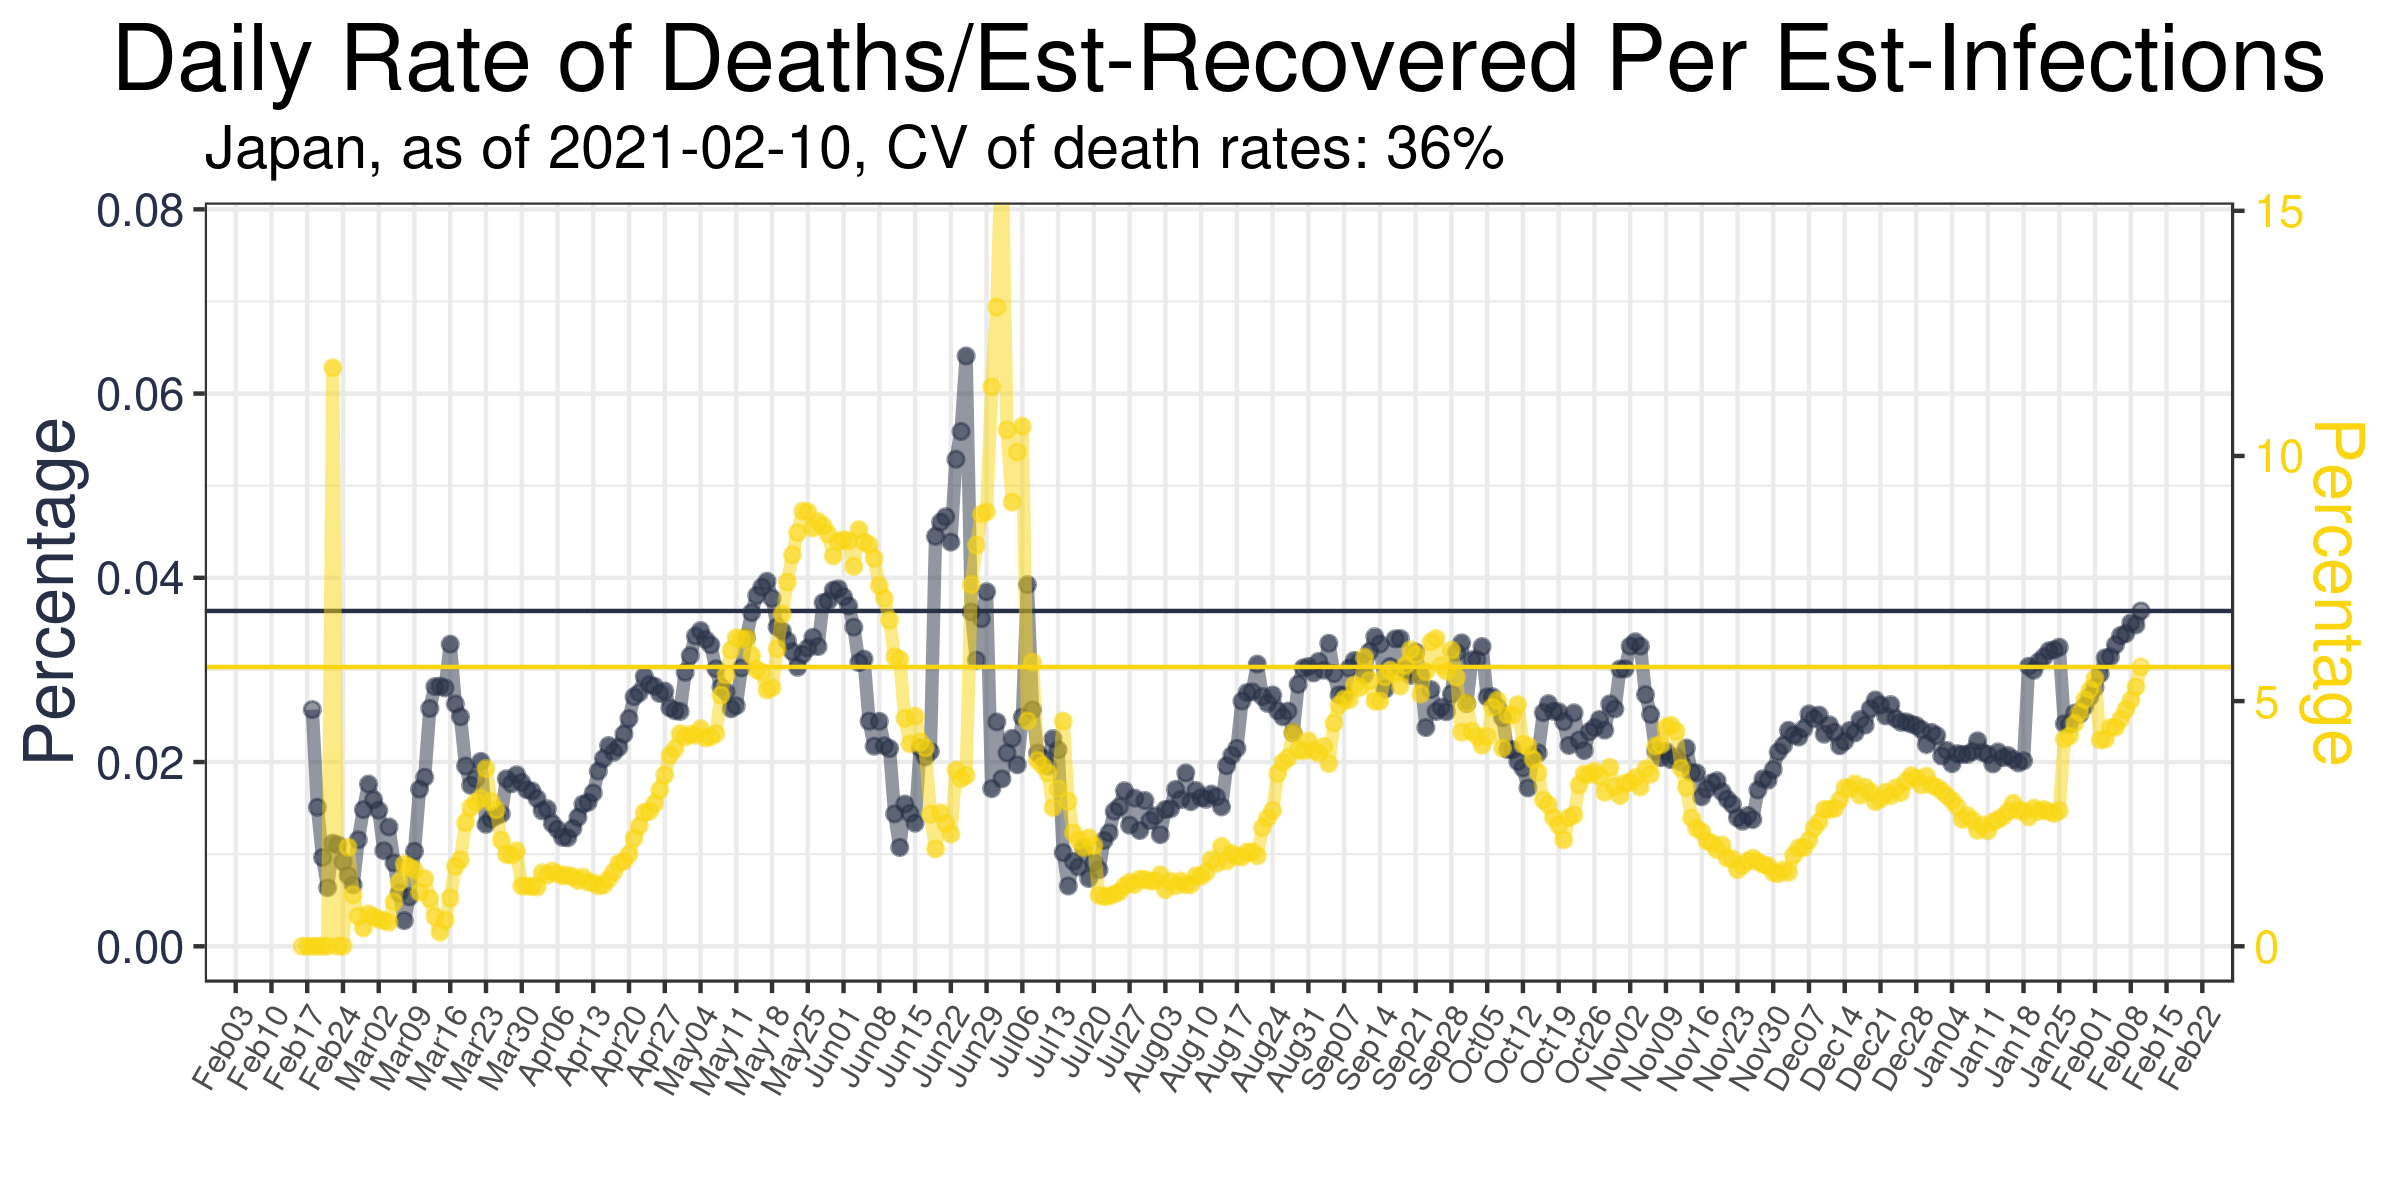 Daily Rate of Deaths/Est-Recovered Per Est-Infections
Japan, as of 2021-02-10, CV of death rates: 36%
Percentage
0.08
0.06
0.04
0.02
0.00
15
10
5
0
Percentage
Feb03
Feb10
Feb17
Feb24
Mar02
Mar09
Mar16
Mar23
Mar30
Apr06
Apr13
Apr20
Apr27
May04
May11
May18
May25
Jun01
Jun08
Jun15
Jun22
Jun29
Jul06
Jul13
Jul20
Jul27
Aug03
Aug10
Aug17
Aug24
Aug31
Sep07
Sep14
Sep21
Sep28
Oct05
Oct12
Oct19
Oct26
Nov02
Nov09
Nov16
Nov23
Nov30
Dec07
Dec14
Dec21
Dec28
Jan04
Jan11
Jan18
Jan25
Feb01
Feb08
Feb15
Feb22